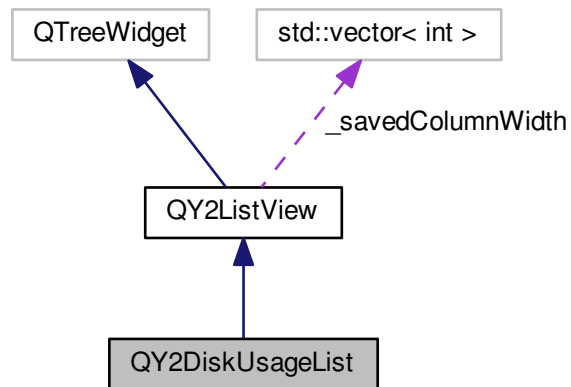 QTreeWidget
std::vector< int >
_savedColumnWidth
QY2ListView
QY2DiskUsageList